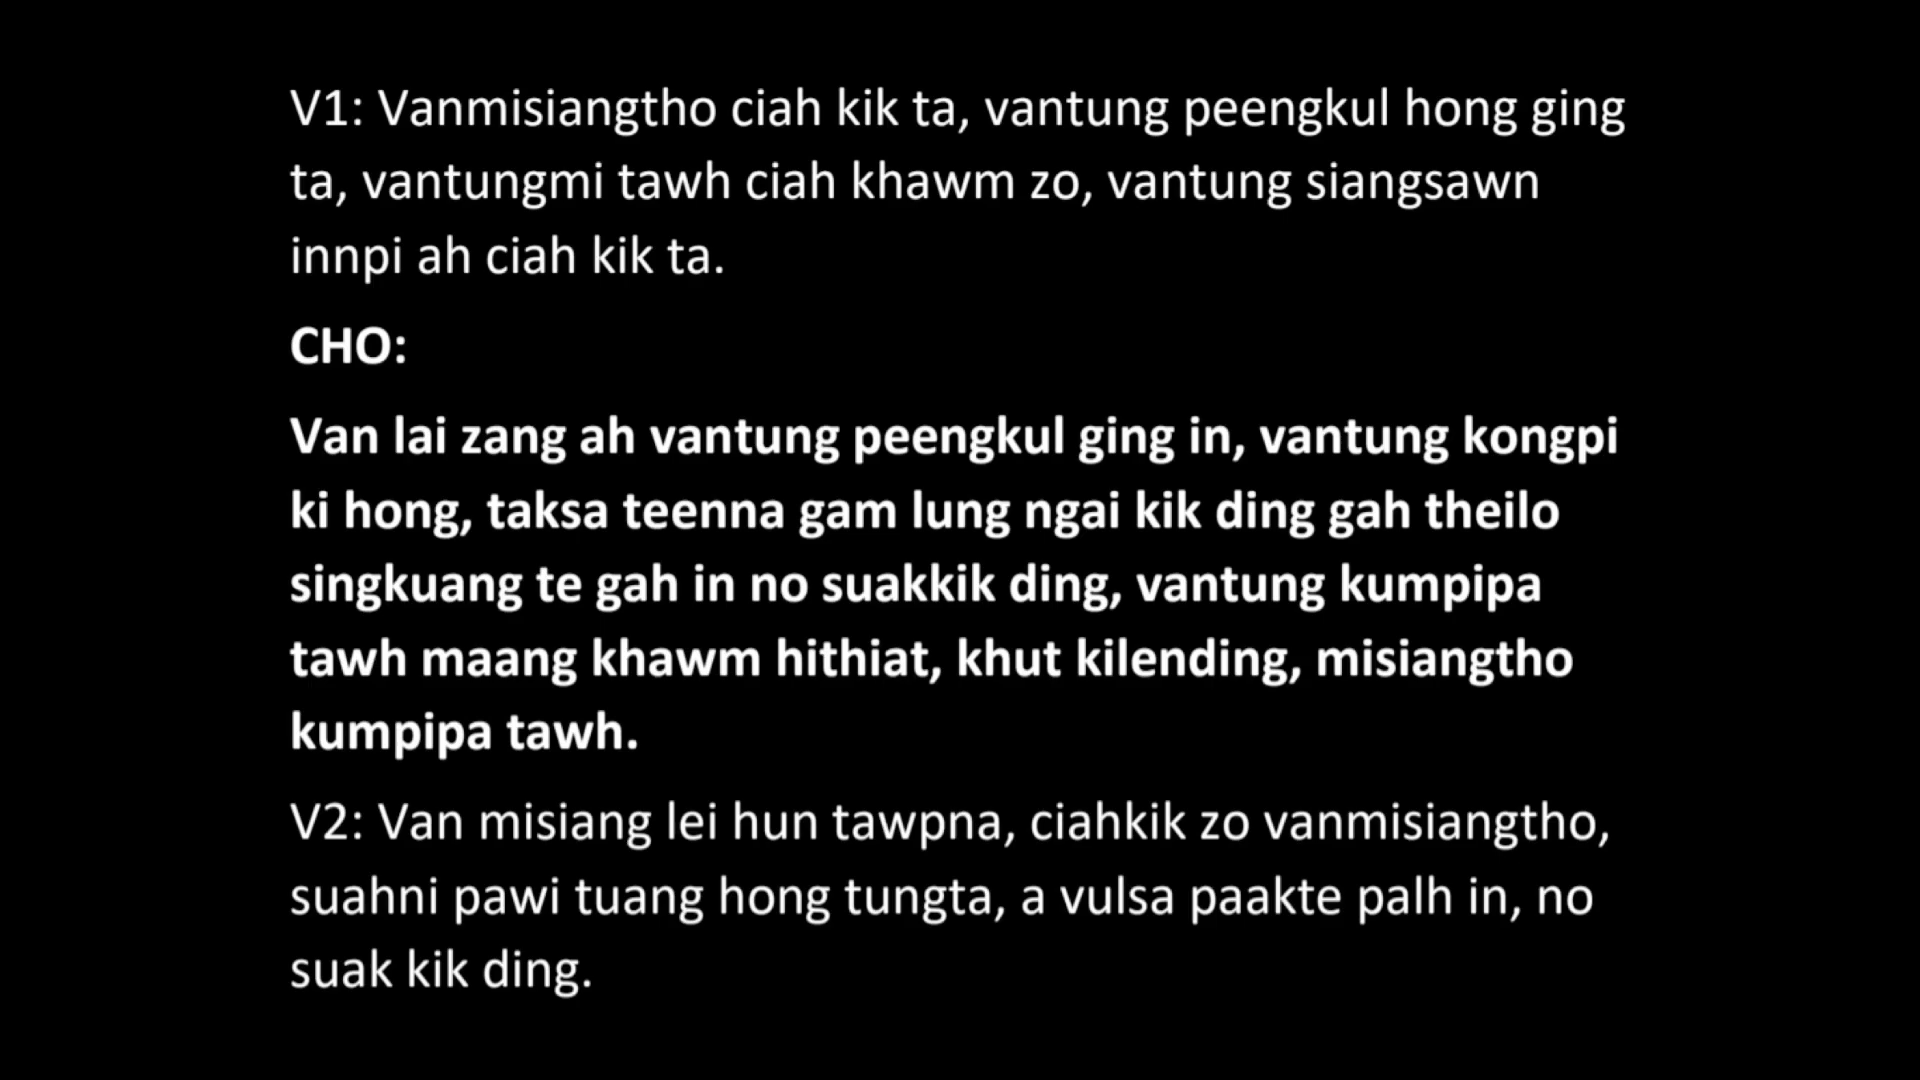 V1: Vanmisiangtho ciah kik ta, vantung peengkul hong ging
ta, vantungmi tawh ciah khawm zo, vantung siangsawn
innpi ah ciah kik ta.
CHO:
Van lai zang ah vantung peengkul ging in, vantung kongpi
ki hong, taksa teenna gam lung ngai kik ding gah theilo
singkuang te gah in no suakkik ding, vantung kumpipa
tawh maang khawm hithiat, khut kilending, misiangtho
kumpipa tawh.
V2: Van misiang lei hun tawpna, ciahkik zo vanmisiangtho,
suahni pawi tuang hong tungta, a vulsa paakte palh in, no
suak kik ding.